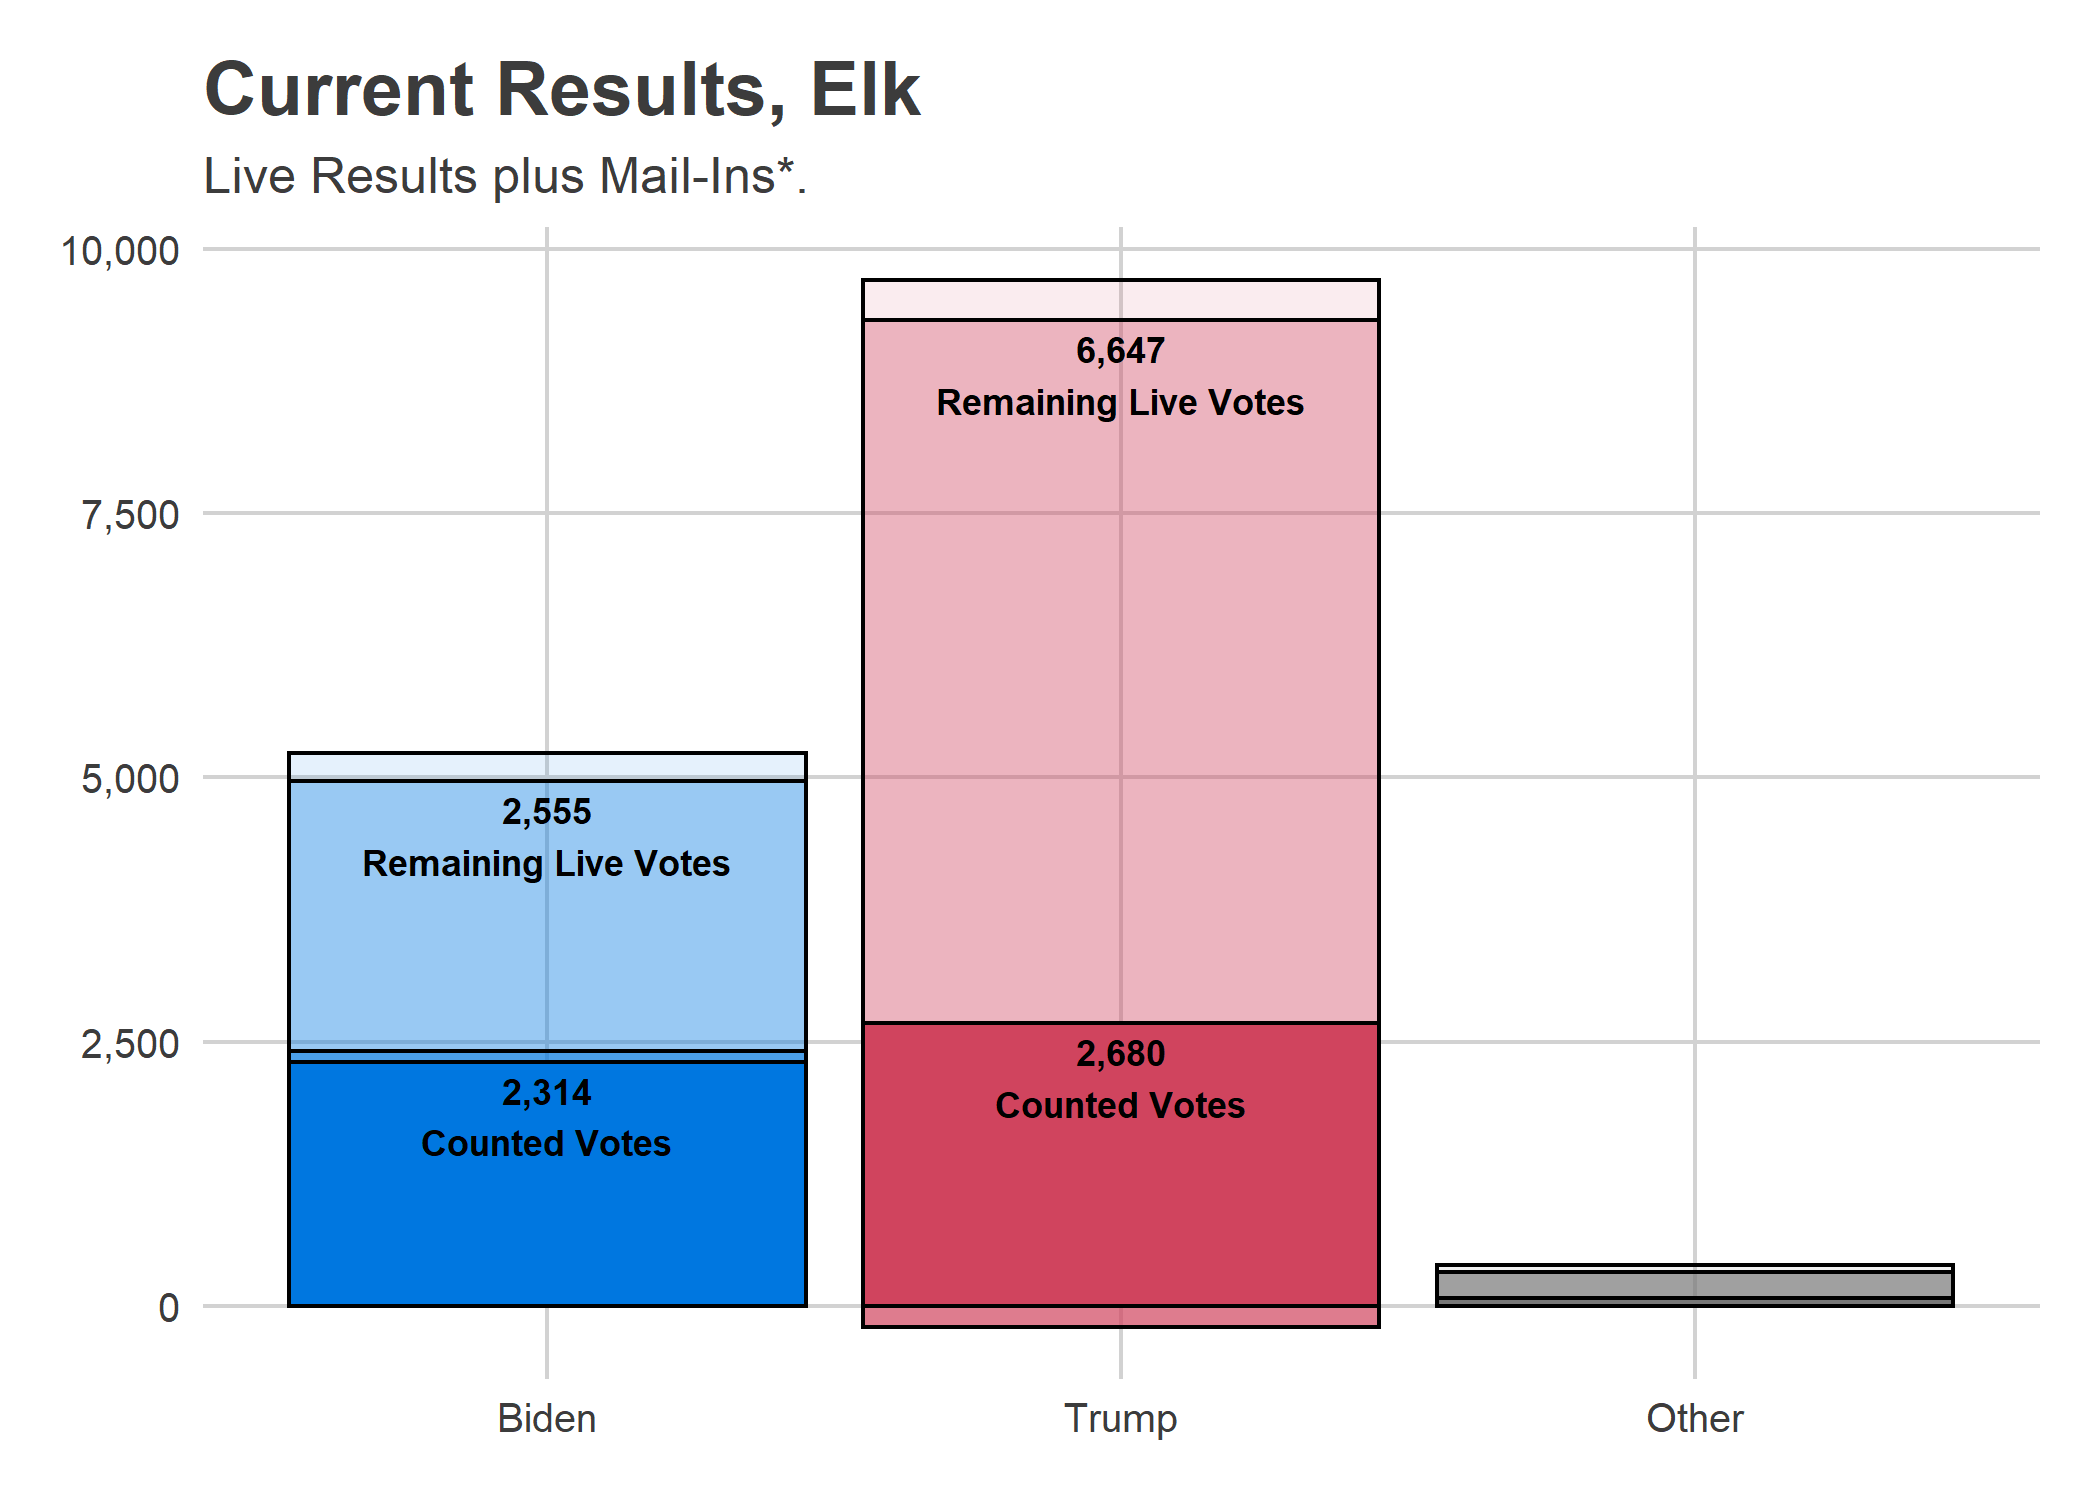 Current Results, Elk
Live Results plus Mail-Ins*.
10,000
7,500
5,000
2,500
0
2,555
Remaining Live Votes
2,314
Counted Votes
6,647
Remaining Live Votes
2,680
Counted Votes
Biden
Trump
Other